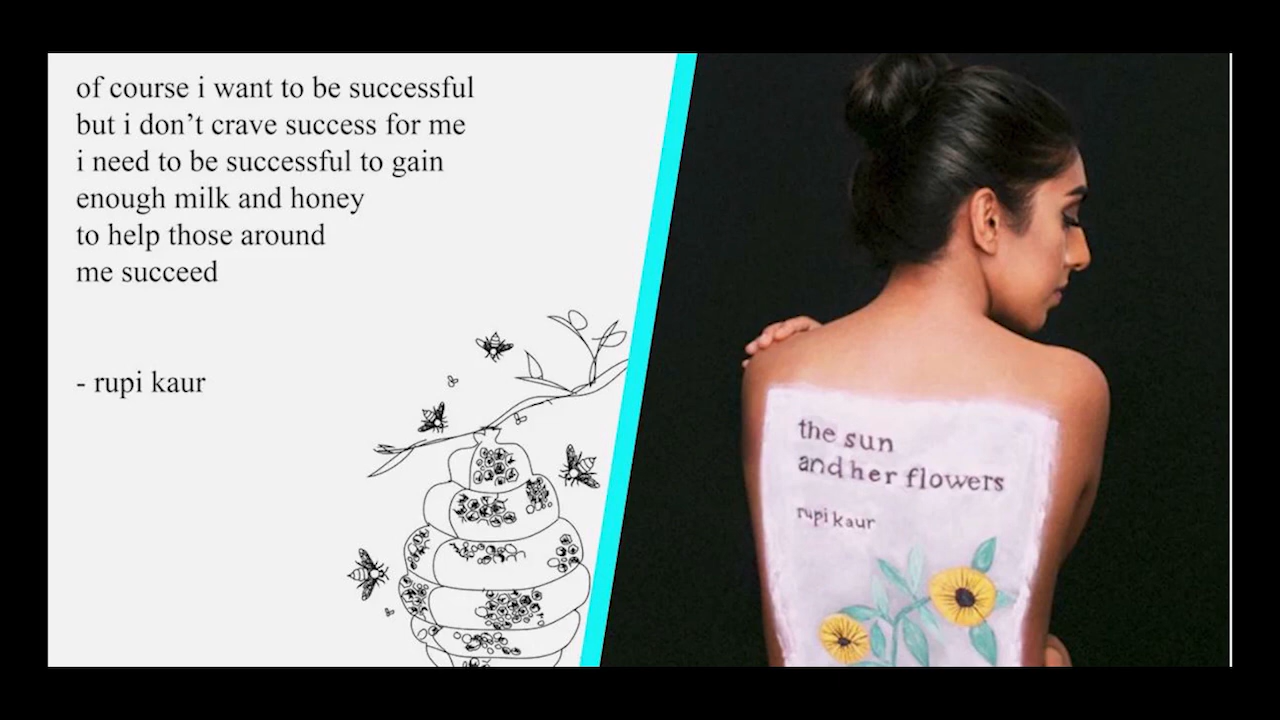 of course i want to be successful
but i don’t crave success for me
i need to be successful to gain
enough milk and honey
to help those around
me succeed
- rupi kaur
the sun
and her flowers
rupi kaur